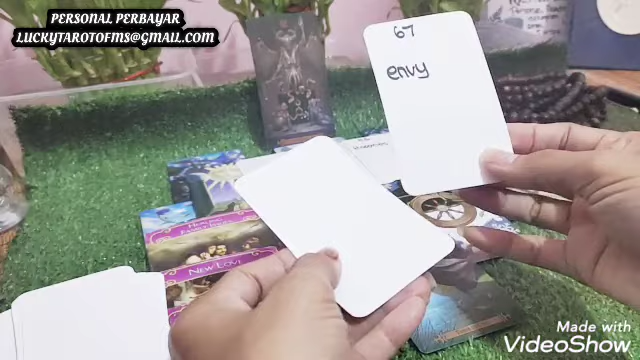 PERSONAL PERBAYAR
LUCKYTAROTOFMS@GMAIL.COM
67
envy
NEW LOVE
Made with
VideoShow